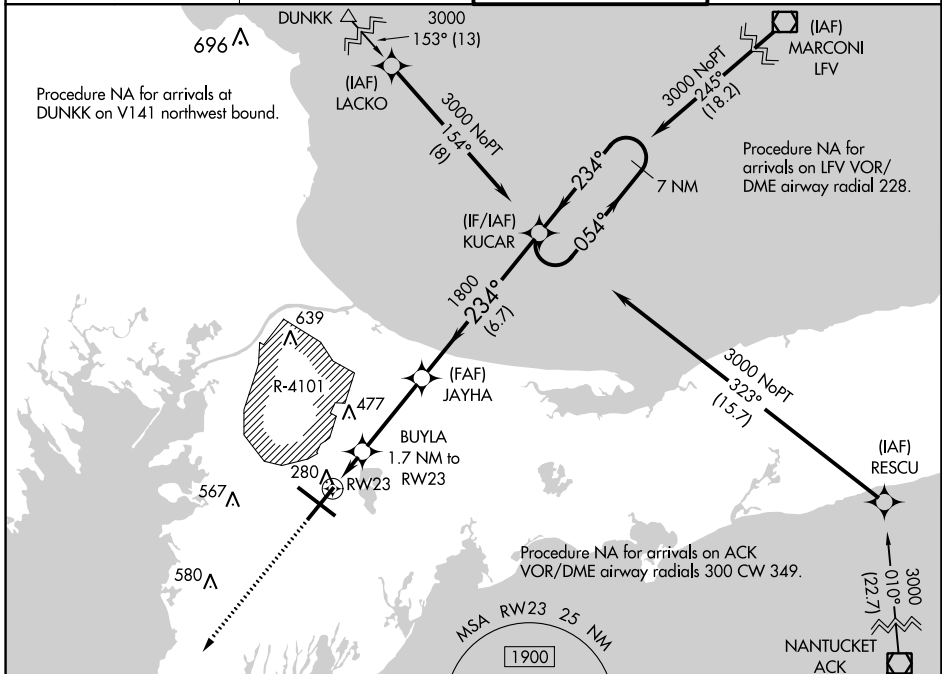 DUNKK
3000
153° (13)
696
(IAF)
LACKO
(IAF)
MARCONI
LFV
Procedure NA for arrivals at
DUNKK on V141 northwest bound.
3000 NoPT
154°
(8)
3000 NoPT
245°
(18.2)
Procedure NA for
arrivals on LFV VOR/
DME airway radial 228.
234°
054°
7 NM
(IF/IAF)
KUCAR
1800
234°
(6.7)
639
R-4101
477
(FAF)
JAYHA
3000 NoPT
323°
(15.7)
BUYLA
1.7 NM to
RW23
280
RW23
567
(IAF)
RESCU
580
Procedure NA for arrivals on ACK
VOR/DME airway radials 300 CW 349.
3000
010°
(22.7)
MSA RW23 25 NM
1900
NANTUCKET
ACK